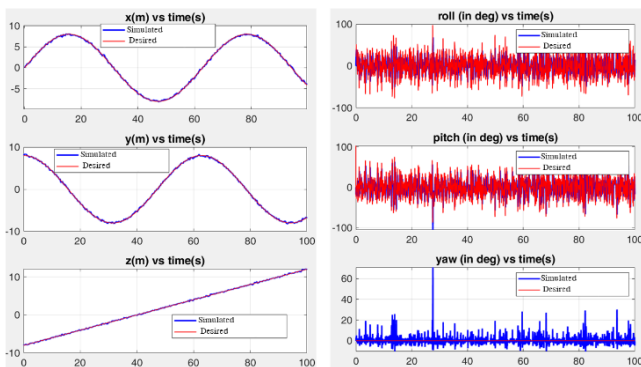 x(m) vs time(s)
10
5
0
-5
0 20 40 60 80 100
Simulated
Desired
y(m) vs time(s)
10
0
-10
0 20 40 60 80 100
Simulated
Desired
z(m) vs time(s)
10
0
-10
0 20 40 60 80 100
Simulated
Desired
roll (in deg) vs time(s)
100
0
-100
0 20 40 60 80 100
Simulated
Desired
pitch (in deg) vs time(s)
100
0
-100
0 20 40 60 80 100
Simulated
Desired
yaw (in deg) vs time(s)
60
40
20
0
0 20 40 60 80 100
Simulated
Desired